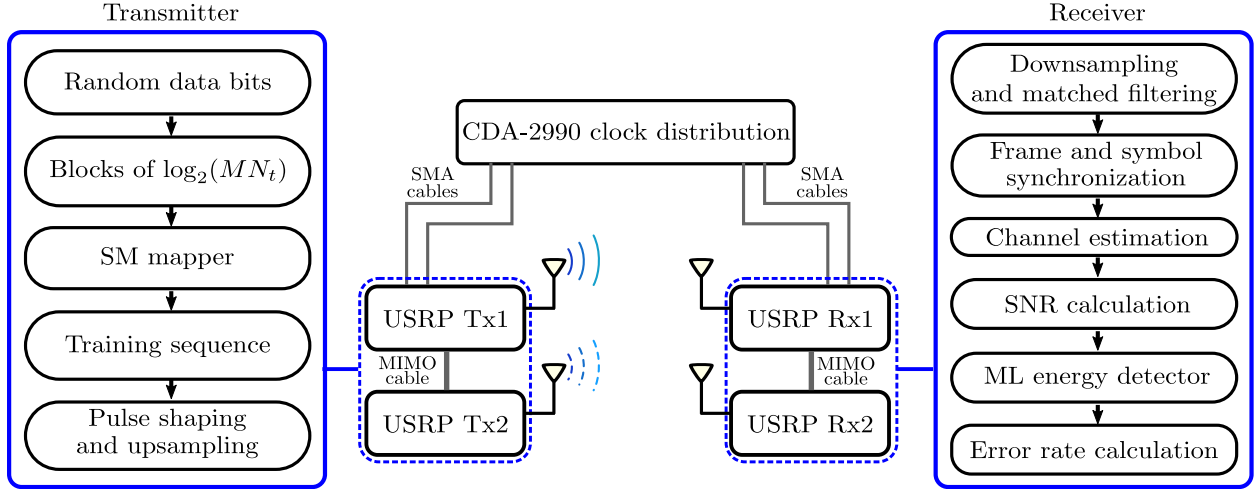 Transmitter
Random data bits
Blocks of log₂(MNₜ)
SM mapper
Training sequence
Pulse shaping
and upsampling
CDA-2990 clock distribution
SMA
cables
SMA
cables
USRP Tx1
MIMO
cable
USRP Tx2
USRP Rx1
MIMO
cable
USRP Rx2
Receiver
Downsampling
and matched filtering
Frame and symbol
synchronization
Channel estimation
SNR calculation
ML energy detector
Error rate calculation